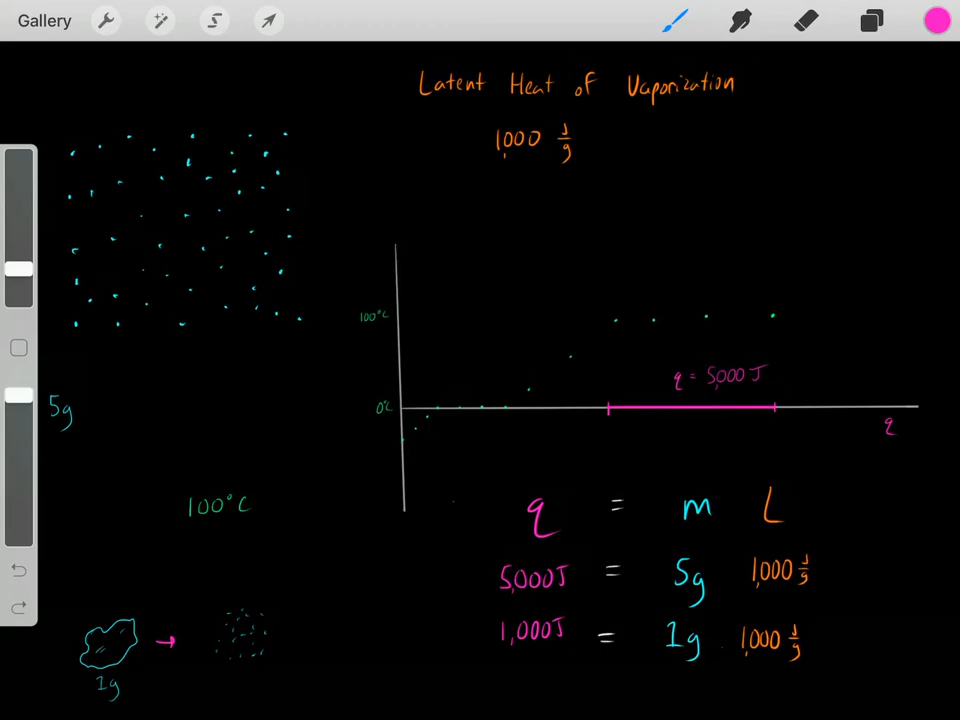 Gallery
Latent Heat of Vaporization
1,000 J/g
100°C
q = 5,000 J
0°C
5g
q
100°C
q = m L
5,000J = 5g 1,000 J/g
1,000J = 1g · 1,000 J/g
1g